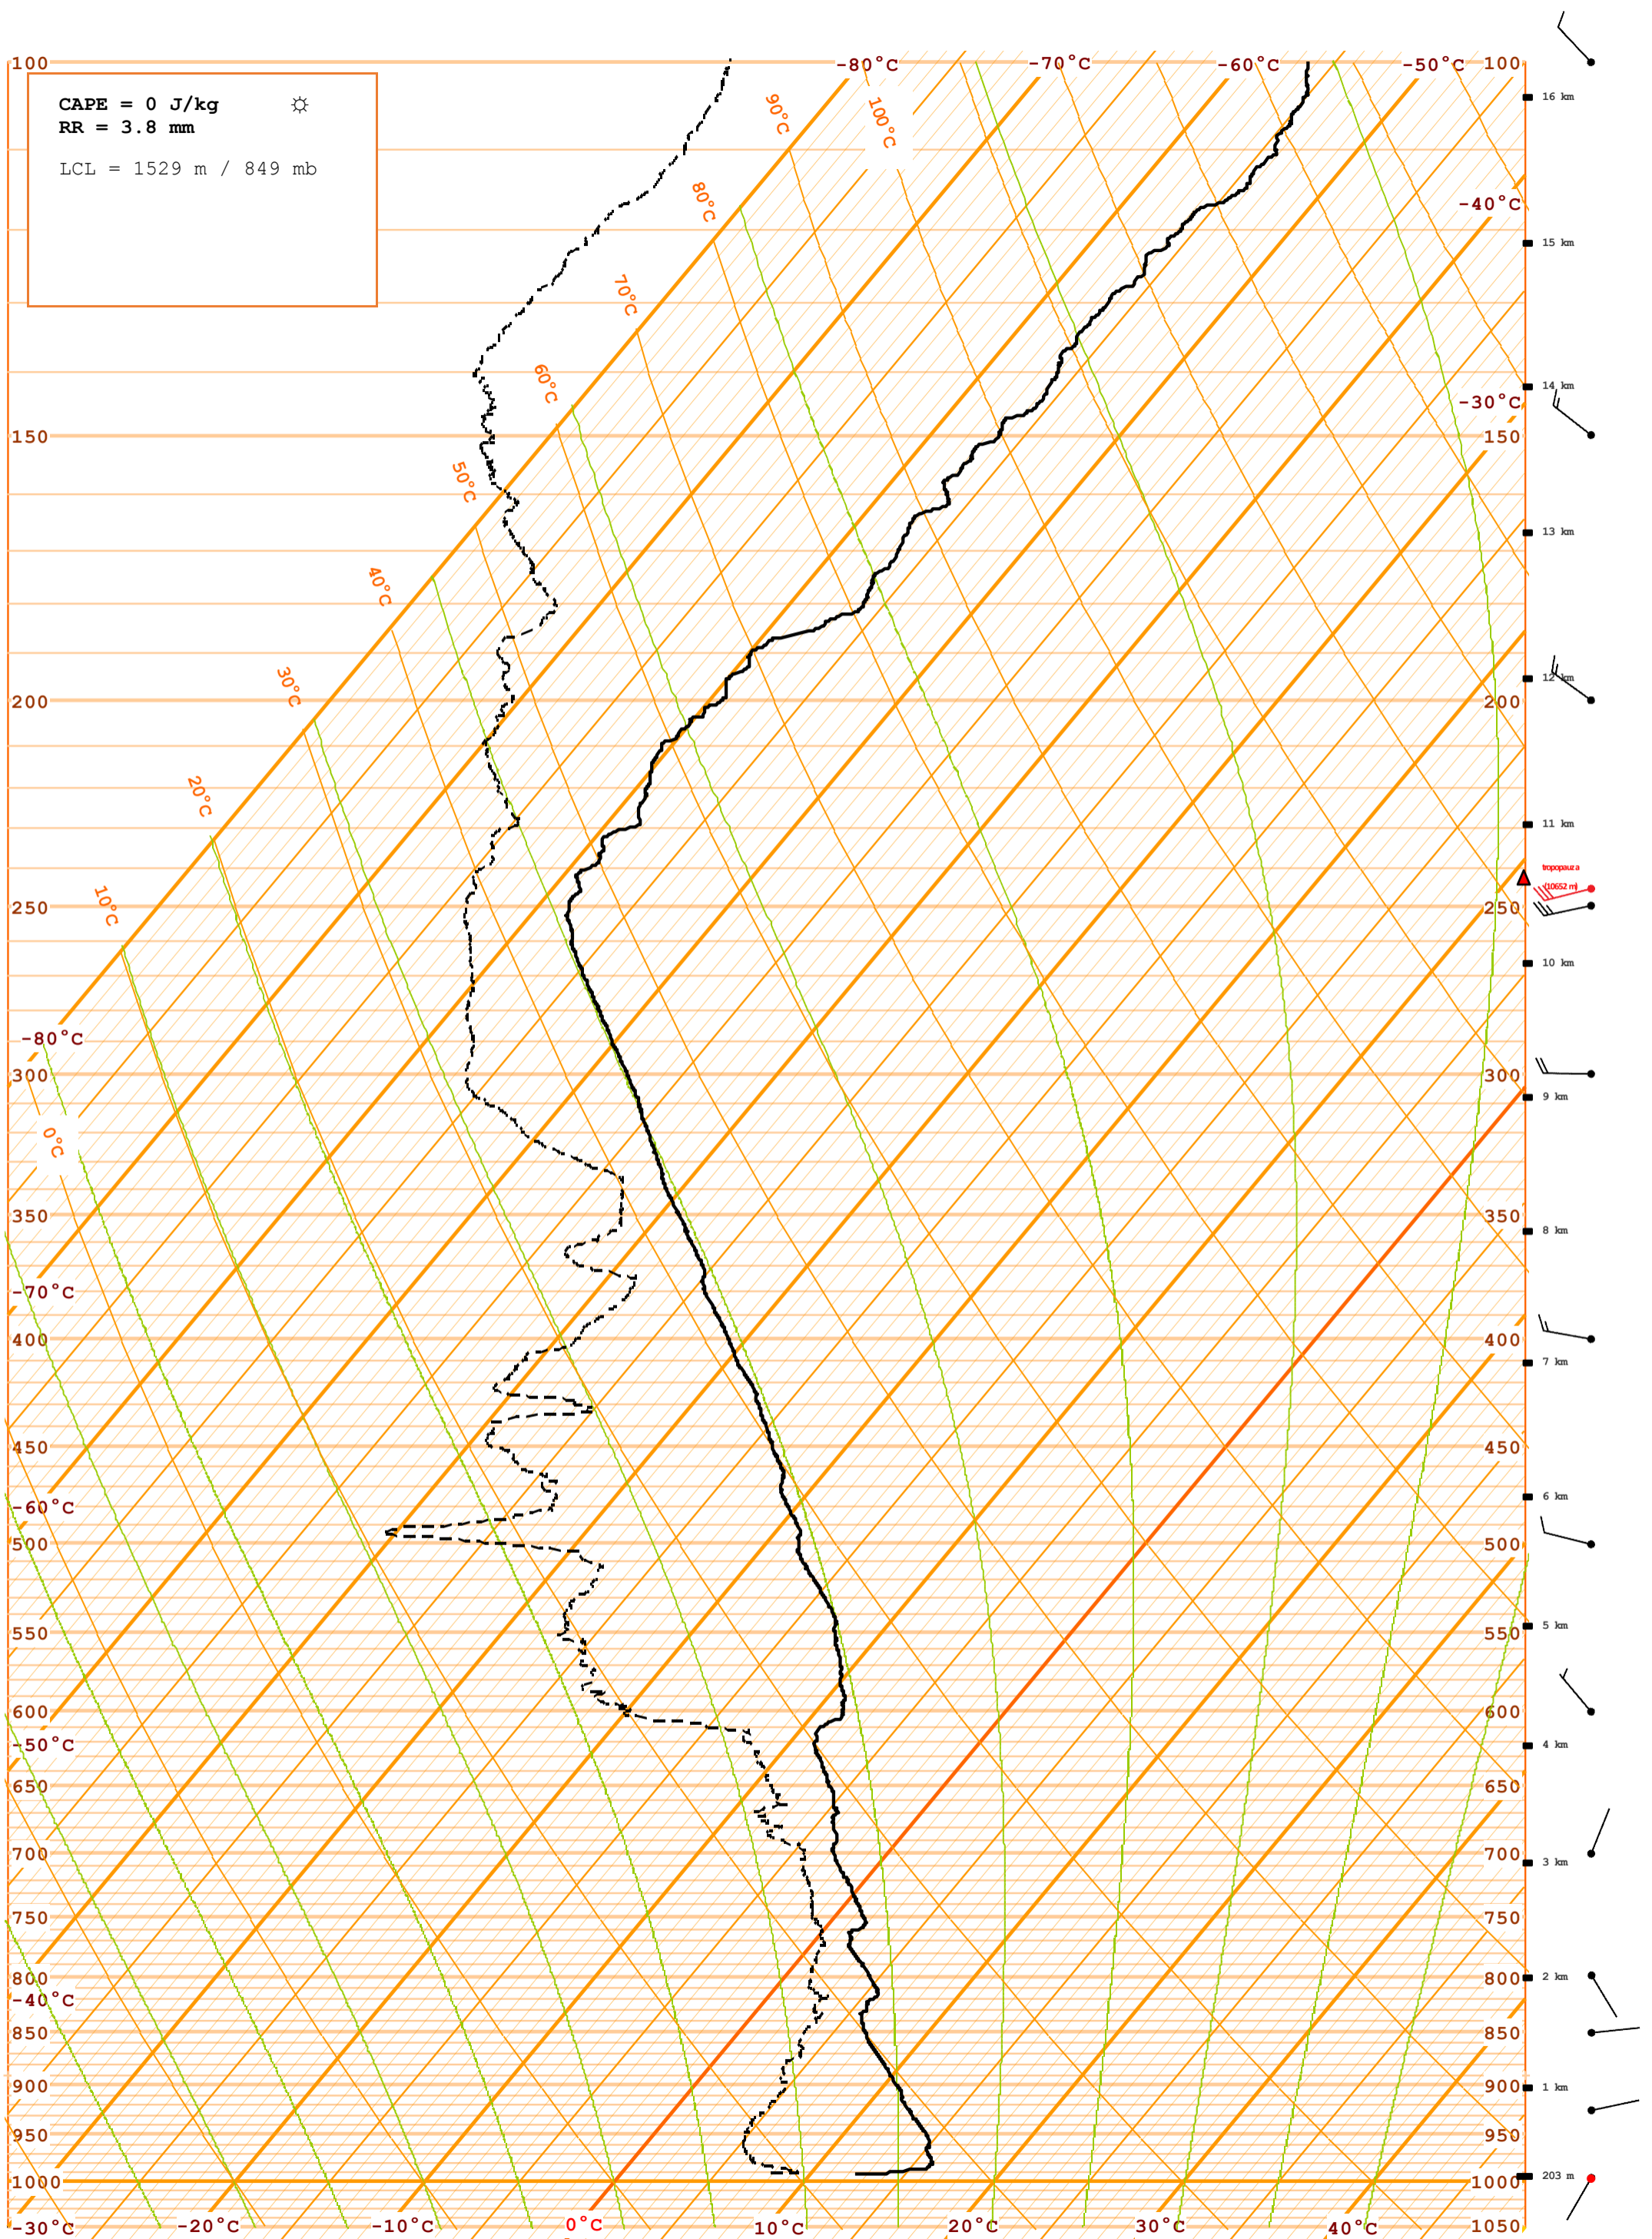 -80°C -70°C -60°C -50°C
100 100
16 km
CAPE = 0 J/kg
RR = 3.8 mm
LCL = 1529 m / 849 mb
90°C 100°C
80°C -40°C
15 km
70°C
60°C 14 km
-30°C
150 150
50°C
13 km
40°C
30°C 12 km
200 200
20°C
11 km
tropopauza
(10652 m)
10°C 250 250
10 km
-80°C
300 300
9 km
0°C
350 350
8 km
-70°C
400 400
7 km
450 450
6 km
-60°C
500 500
5 km
550 550
600 600
4 km
-50°C
650 650
700 700
3 km
750 750
800 800
2 km
-40°C
850 850
900 900
1 km
950 950
1000 1000
203 m
-30°C -20°C -10°C 0°C 10°C 20°C 30°C 40°C 1050